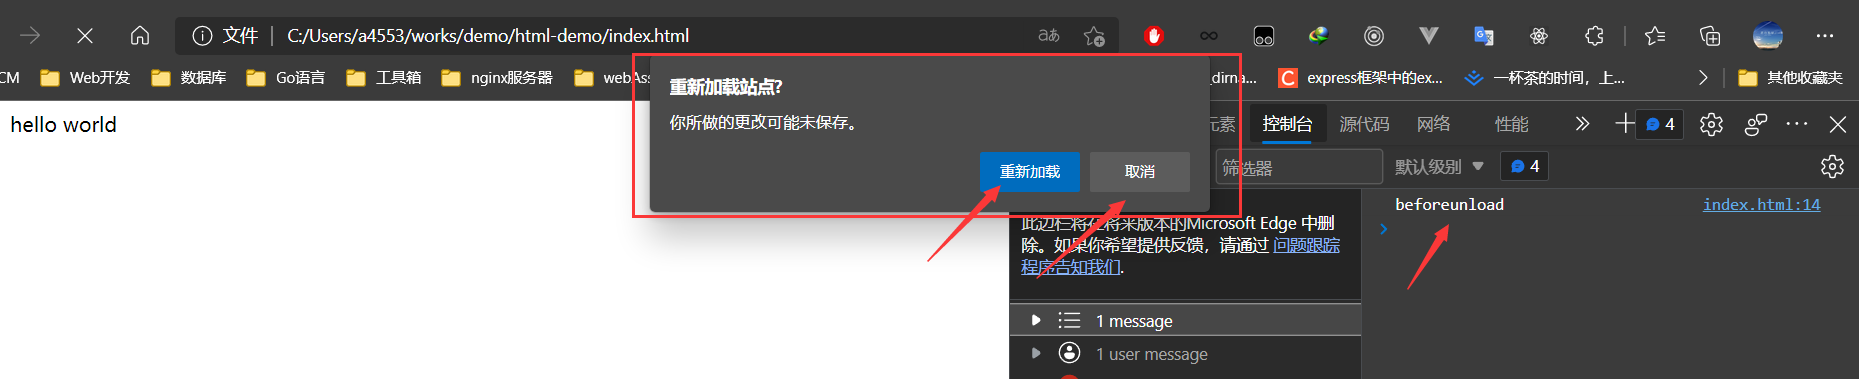 文件 C:/Users/a4553/works/demo/html-demo/index.html aあ
CM Web开发 数据库 Go语言 工具箱 nginx服务器 webAss _dirna... express框架中的ex... 一杯茶的时间，上... 其他收藏夹
hello world
重新加载站点?
你所做的更改可能未保存。
重新加载 取消
元素 控制台 源代码 网络 性能 4
筛选器 默认级别 4
beforeunload index.html:14
此边栏将在将来版本的Microsoft Edge 中删
除。如果你希望提供反馈，请通过 问题跟踪
程序告知我们.
1 message
1 user message